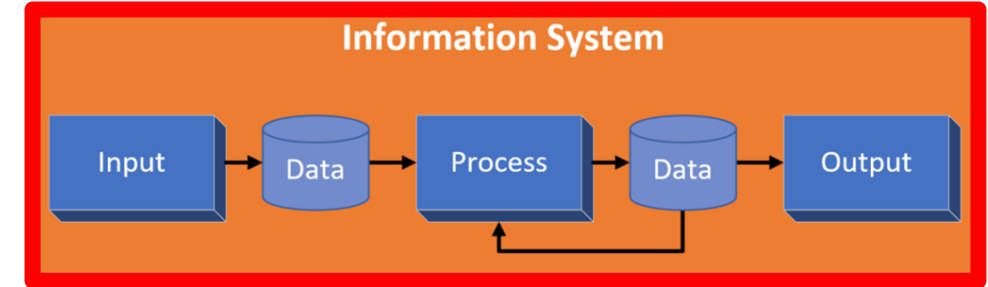 Information System
Input
Data
Process
Data
Output